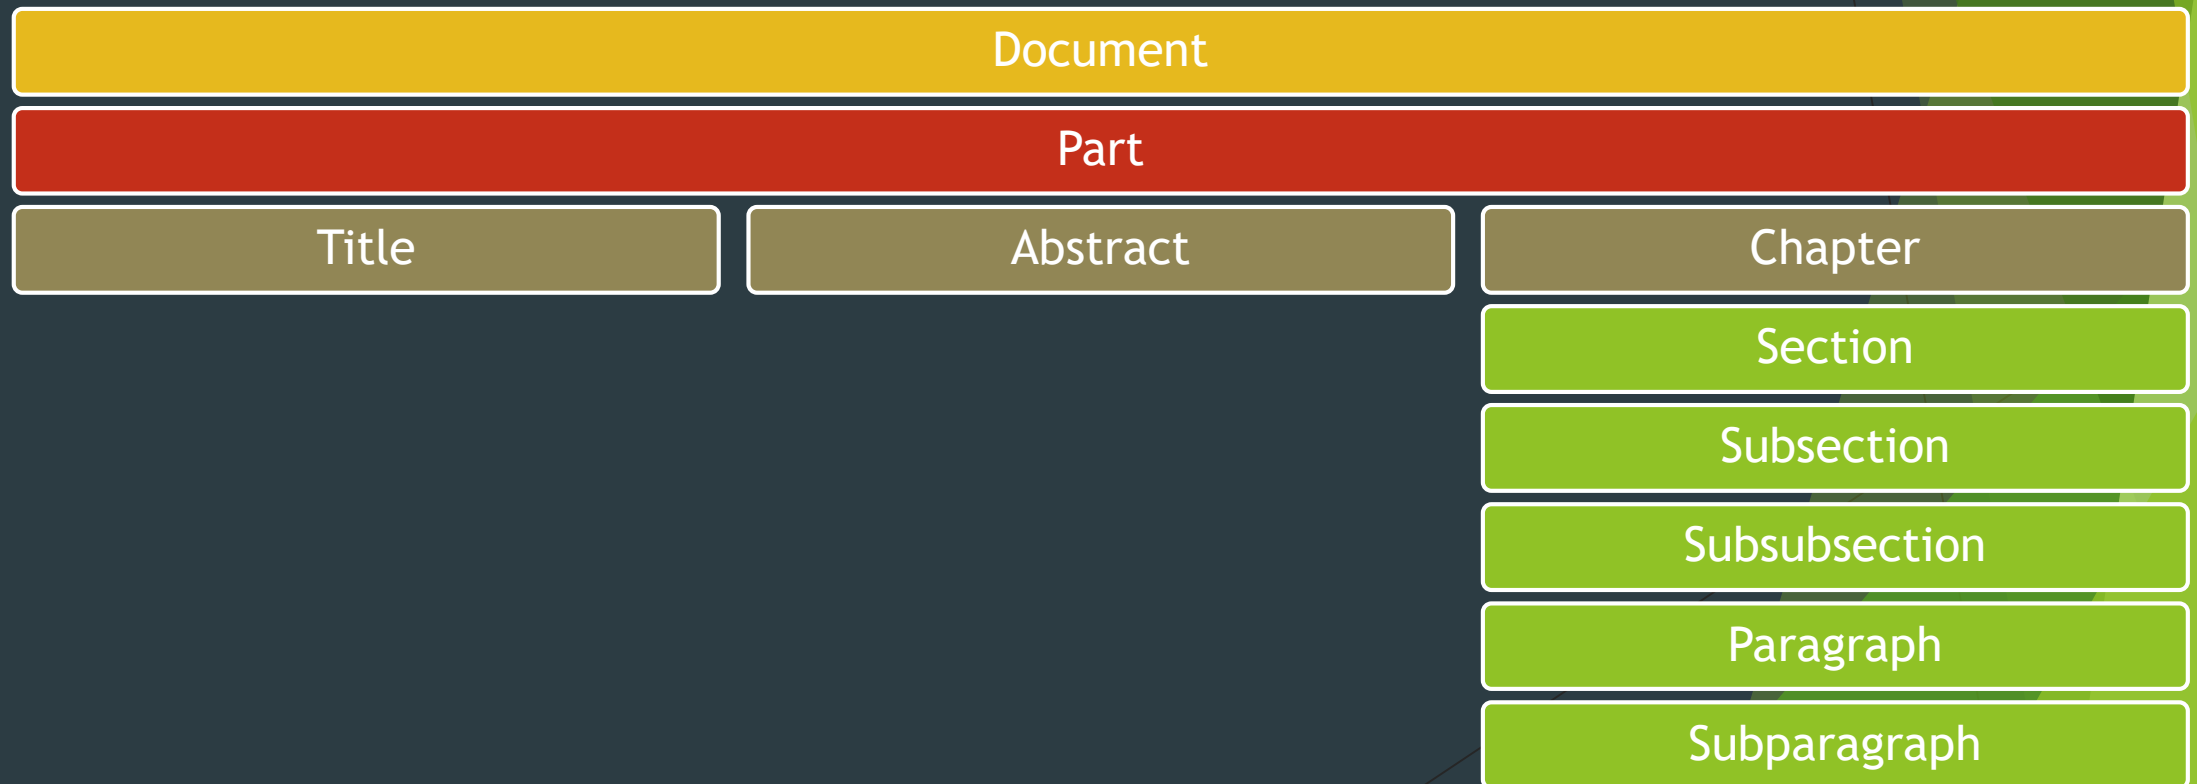 Document
Part
Title
Abstract
Chapter
Section
Subsection
Subsubsection
Paragraph
Subparagraph